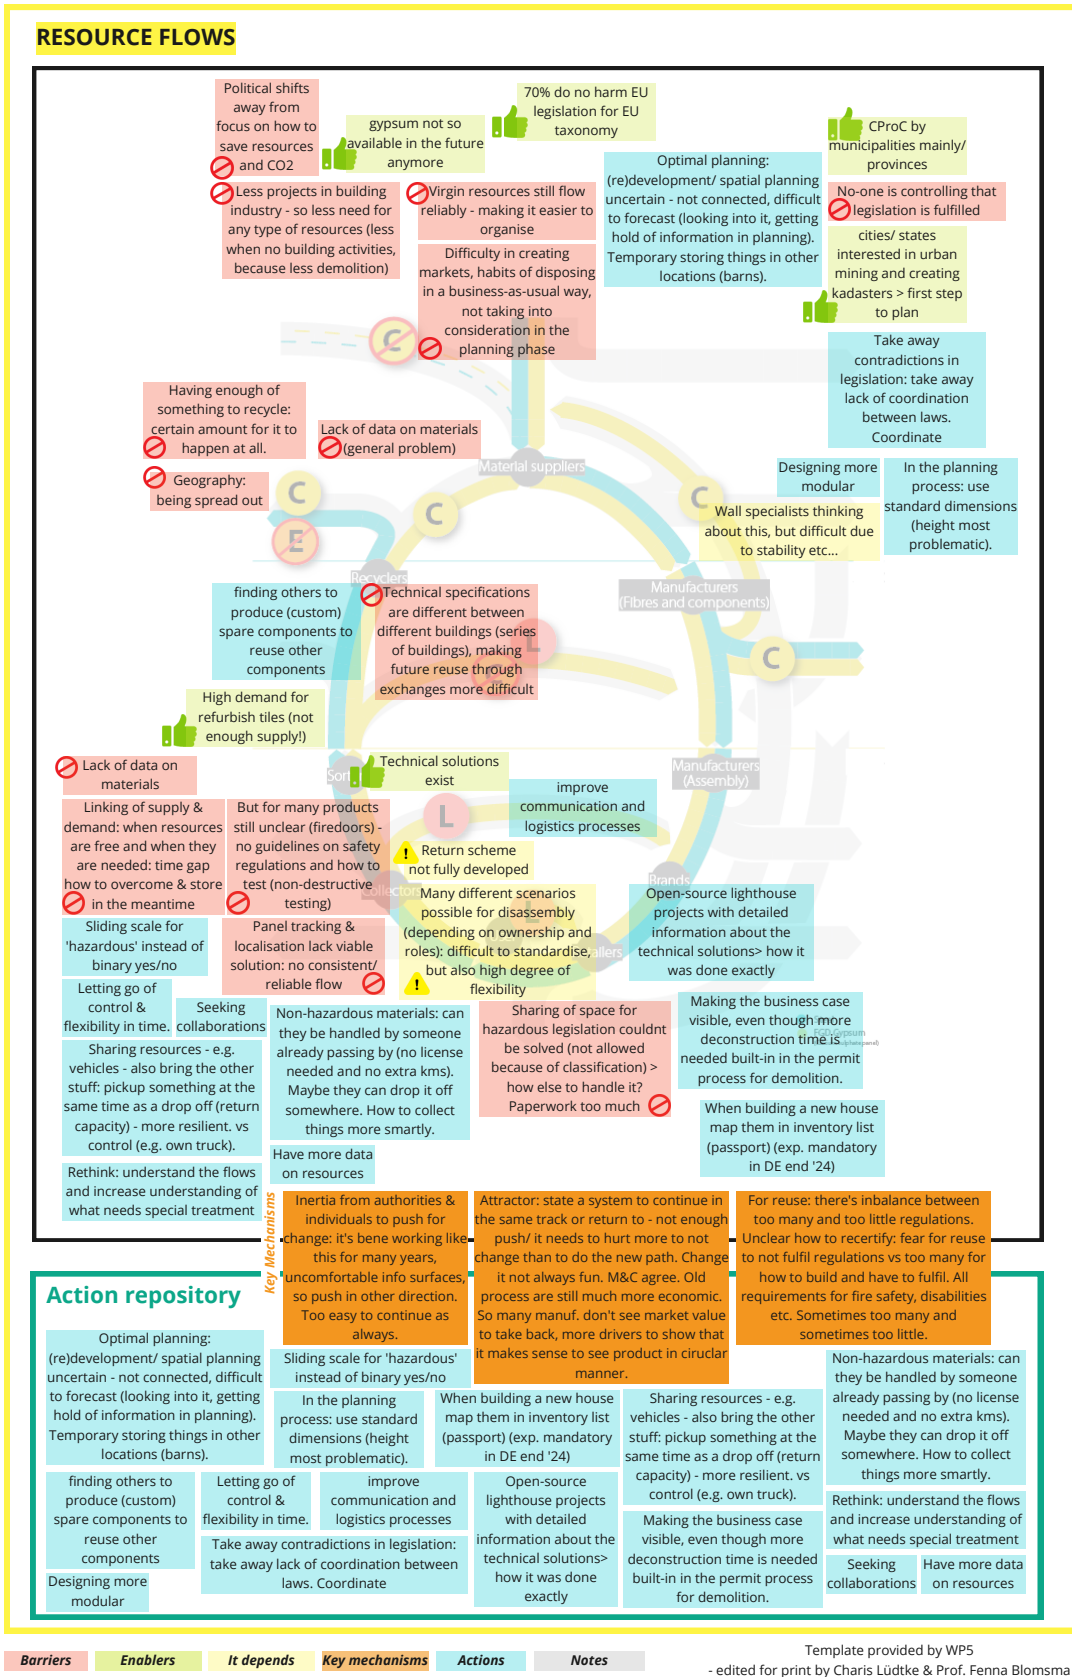 RESOURCE FLOWS
Political shifts
away from
focus on how to
save resources
and CO2
gypsum not so
available in the future
anymore
70% do no harm EU
legislation for EU
taxonomy
CProC by
municipalities mainly/
provinces
Less projects in building
industry - so less need for
any type of resources (less
when no building activities,
because less demolition)
Virgin resources still flow
reliably - making it easier to
organise
Optimal planning:
(re)development/ spatial planning
uncertain - not connected, difficult
to forecast (looking into it, getting
hold of information in planning).
Temporary storing things in other
locations (barns).
No-one is controlling that
legislation is fulfilled
Difficulty in creating
markets, habits of disposing
in a business-as-usual way,
not taking into
consideration in the
planning phase
cities/ states
interested in urban
mining and creating
kadasters > first step
to plan
C
Take away
contradictions in
legislation: take away
lack of coordination
between laws.
Coordinate
Having enough of
something to recycle:
certain amount for it to
happen at all.
Lack of data on materials
(general problem)
Material suppliers
Geography:
being spread out
C
C
C
E
Designing more
modular
In the planning
process: use
standard dimensions
(height most
problematic).
Wall specialists thinking
about this, but difficult due
to stability etc...
Recyclers
Manufacturers
(Fibres and components)
finding others to
produce (custom)
spare components to
reuse other
components
Technical specifications
are different between
different buildings (series
of buildings), making
future reuse through
exchanges more difficult
L
C
High demand for
refurbish tiles (not
enough supply!)
Lack of data on
materials
Technical solutions
exist
Manufacturers
(Assembly)
improve
communication and
logistics processes
L
Linking of supply &
demand: when resources
are free and when they
are needed: time gap
how to overcome & store
in the meantime
But for many products
still unclear (firedoors) -
no guidelines on safety
regulations and how to
test (non-destructive
testing)
Return scheme
not fully developed
Collectors
Brands
Many different scenarios
possible for disassembly
(depending on ownership and
roles): difficult to standardise,
but also high degree of
flexibility
Open-source lighthouse
projects with detailed
information about the
technical solutions> how it
was done exactly
Sliding scale for
'hazardous' instead of
binary yes/no
Panel tracking &
localisation lack viable
solution: no consistent/
reliable flow
Letting go of
control &
flexibility in time.
Seeking
collaborations
Non-hazardous materials: can
they be handled by someone
already passing by (no license
needed and no extra kms).
Maybe they can drop it off
somewhere. How to collect
things more smartly.
Sharing of space for
hazardous legislation couldnt
be solved (not allowed
because of classification) >
how else to handle it?
Paperwork too much
Making the business case
visible, even though more
deconstruction time is
needed built-in in the permit
process for demolition.
FGD-Gypsum
Sharing resources - e.g.
vehicles - also bring the other
stuff: pickup something at the
same time as a drop off (return
capacity) - more resilient. vs
control (e.g. own truck).
When building a new house
map them in inventory list
(passport) (exp. mandatory
in DE end '24)
Have more data
on resources
Rethink: understand the flows
and increase understanding of
what needs special treatment
Key Mechanisms
Inertia from authorities &
individuals to push for
change: it's bene working like
this for many years,
uncomfortable info surfaces,
so push in other direction.
Too easy to continue as
always.
Attractor: state a system to continue in
the same track or return to - not enough
push/ it needs to hurt more to not
change than to do the new path. Change
it not always fun. M&C agree. Old
process are still much more economic.
So many manuf. don't see market value
to take back, more drivers to show that
it makes sense to see product in ciruclar
manner.
For reuse: there's inbalance between
too many and too little regulations.
Unclear how to recertify: fear for reuse
to not fulfil regulations vs too many for
how to build and have to fulfil. All
requirements for fire safety, disabilities
etc. Sometimes too many and
sometimes too little.
Action repository
Optimal planning:
(re)development/ spatial planning
uncertain - not connected, difficult
to forecast (looking into it, getting
hold of information in planning).
Temporary storing things in other
locations (barns).
Sliding scale for 'hazardous'
instead of binary yes/no
In the planning
process: use standard
dimensions (height
most problematic).
When building a new house
map them in inventory list
(passport) (exp. mandatory
in DE end '24)
Sharing resources - e.g.
vehicles - also bring the other
stuff: pickup something at the
same time as a drop off (return
capacity) - more resilient. vs
control (e.g. own truck).
Non-hazardous materials: can
they be handled by someone
already passing by (no license
needed and no extra kms).
Maybe they can drop it off
somewhere. How to collect
things more smartly.
finding others to
produce (custom)
spare components to
reuse other
components
Letting go of
control &
flexibility in time.
improve
communication and
logistics processes
Open-source
lighthouse projects
with detailed
information about the
technical solutions>
how it was done
exactly
Rethink: understand the flows
and increase understanding of
what needs special treatment
Making the business case
visible, even though more
deconstruction time is needed
built-in in the permit process
for demolition.
Take away contradictions in legislation:
take away lack of coordination between
laws. Coordinate
Seeking
collaborations
Have more data
on resources
Designing more
modular
Barriers
Enablers
It depends
Key mechanisms
Actions
Notes
Template provided by WP5
- edited for print by Charis Lüdtke & Prof. Fenna Blomsma